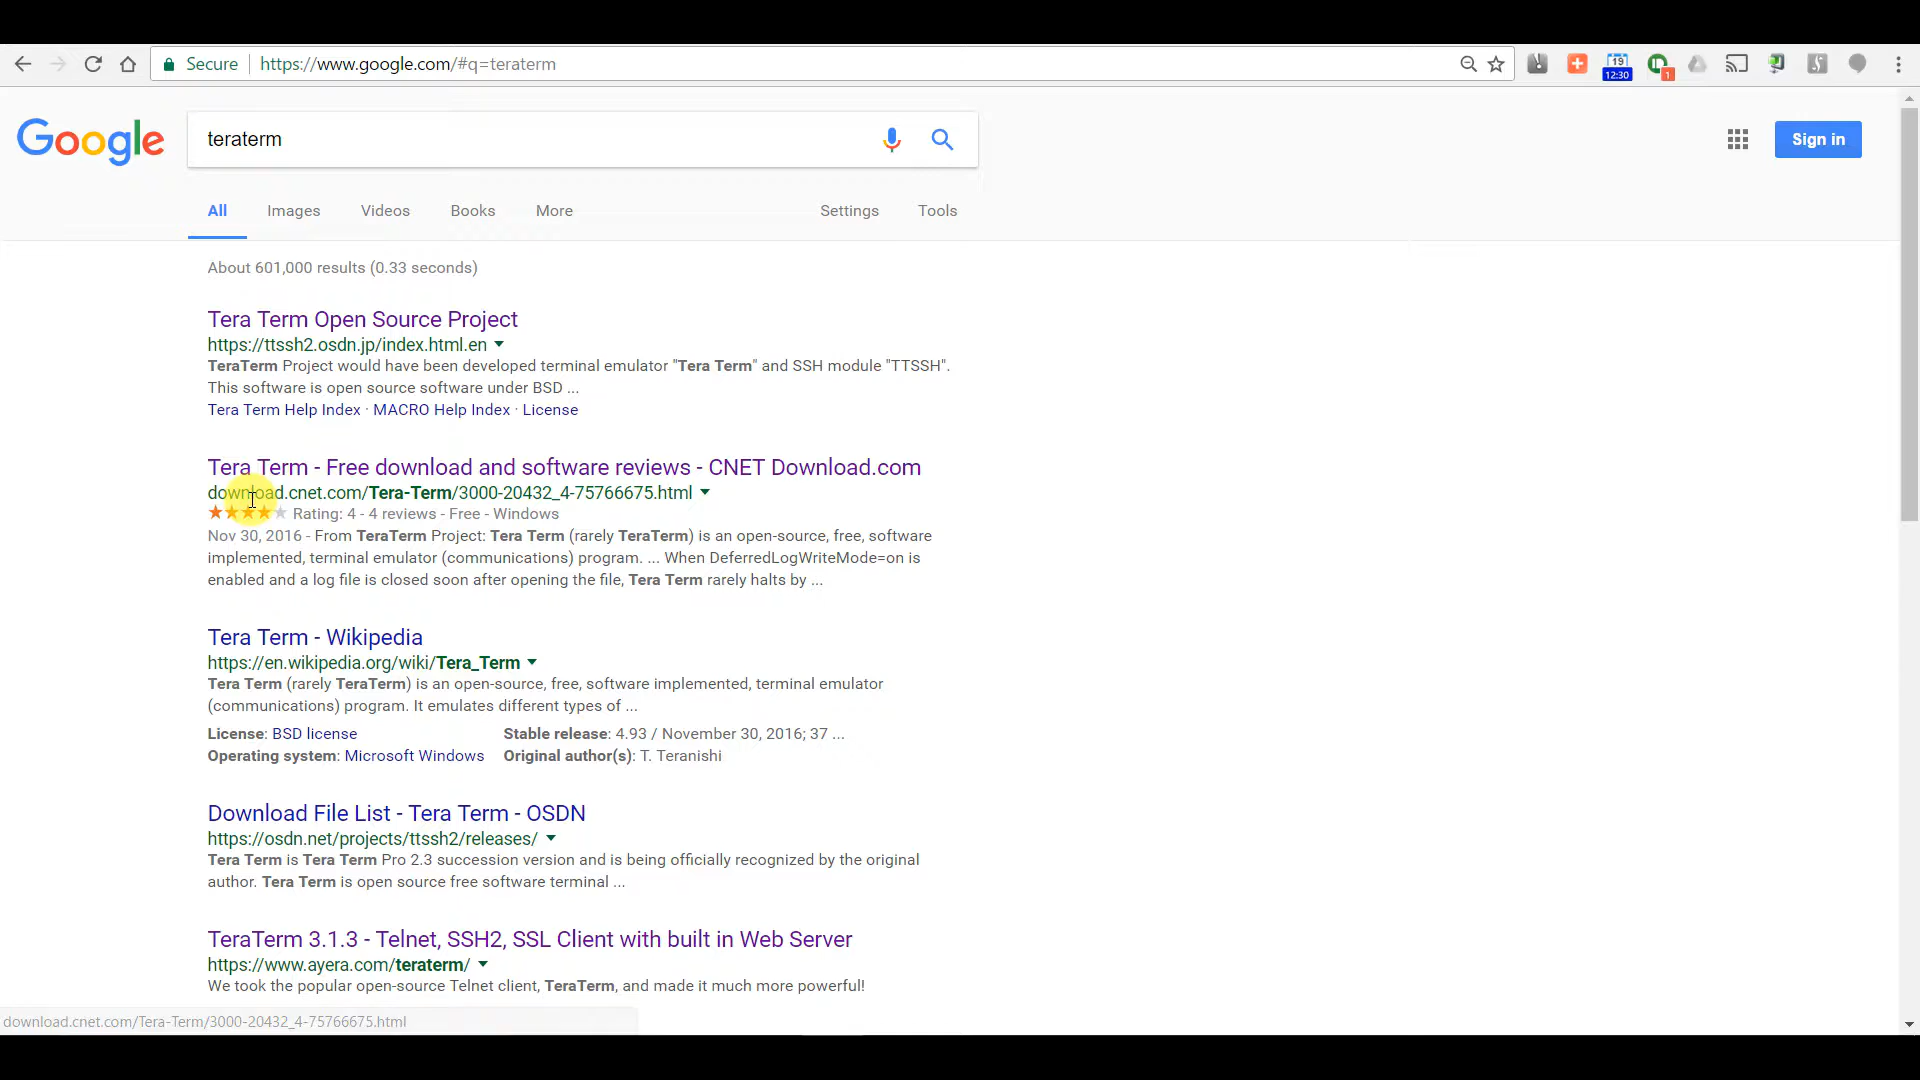 Secure https://www.google.com/#q=teraterm
19
12:30
1
Google
teraterm
Sign in
All Images Videos Books More Settings Tools
About 601,000 results (0.33 seconds)
Tera Term Open Source Project
https://ttssh2.osdn.jp/index.html.en
TeraTerm Project would have been developed terminal emulator "Tera Term" and SSH module "TTSSH".
This software is open source software under BSD ...
Tera Term Help Index · MACRO Help Index · License
Tera Term - Free download and software reviews - CNET Download.com
download.cnet.com/Tera-Term/3000-20432_4-75766675.html
Rating: 4 - 4 reviews - Free - Windows
Nov 30, 2016 - From TeraTerm Project: Tera Term (rarely TeraTerm) is an open-source, free, software
implemented, terminal emulator (communications) program. ... When DeferredLogWriteMode=on is
enabled and a log file is closed soon after opening the file, Tera Term rarely halts by ...
Tera Term - Wikipedia
https://en.wikipedia.org/wiki/Tera_Term
Tera Term (rarely TeraTerm) is an open-source, free, software implemented, terminal emulator
(communications) program. It emulates different types of ...
License: BSD license Stable release: 4.93 / November 30, 2016; 37 ...
Operating system: Microsoft Windows Original author(s): T. Teranishi
Download File List - Tera Term - OSDN
https://osdn.net/projects/ttssh2/releases/
Tera Term is Tera Term Pro 2.3 succession version and is being officially recognized by the original
author. Tera Term is open source free software terminal ...
TeraTerm 3.1.3 - Telnet, SSH2, SSL Client with built in Web Server
https://www.ayera.com/teraterm/
We took the popular open-source Telnet client, TeraTerm, and made it much more powerful!
download.cnet.com/Tera-Term/3000-20432_4-75766675.html